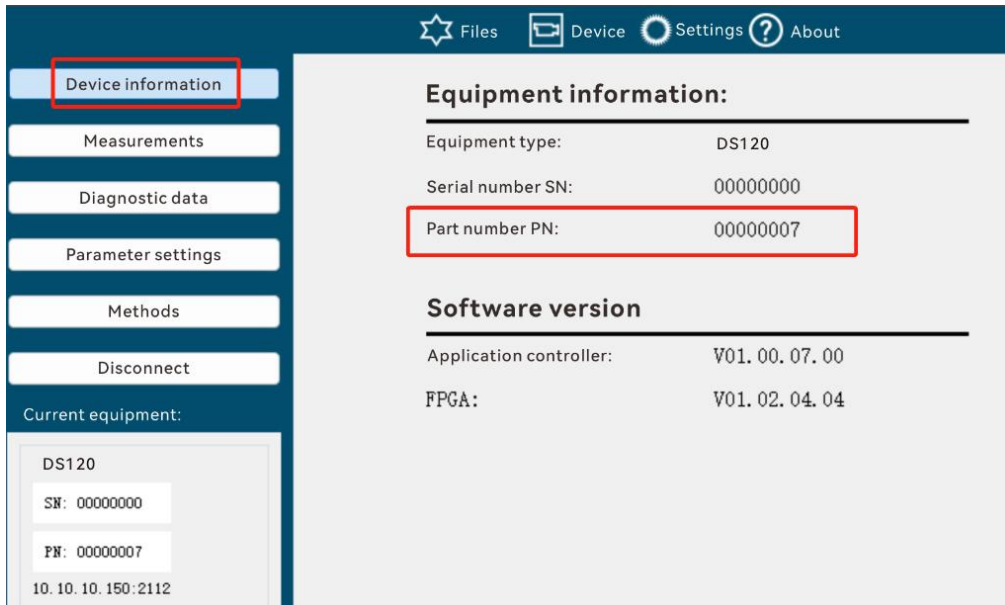 Files Device Settings About
Device information
Measurements
Diagnostic data
Parameter settings
Methods
Disconnect
Current equipment:
DS120
SN: 00000000
PN: 00000007
10.10.10.150:2112
Equipment information:
Equipment type: DS120
Serial number SN: 00000000
Part number PN: 00000007
Software version
Application controller: V01.00.07.00
FPGA: V01.02.04.04